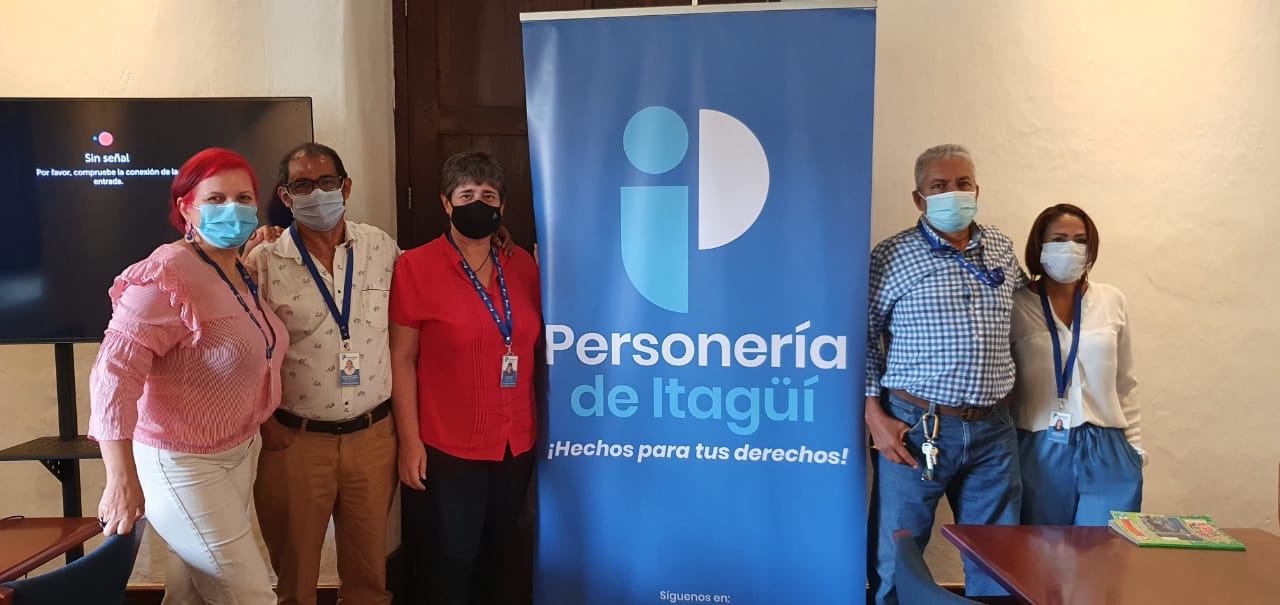 Sin señal
Por favor, compruebe la conexión de la
entrada.
Personería
de Itagüí
¡Hechos para tus derechos!
Síguenos en: